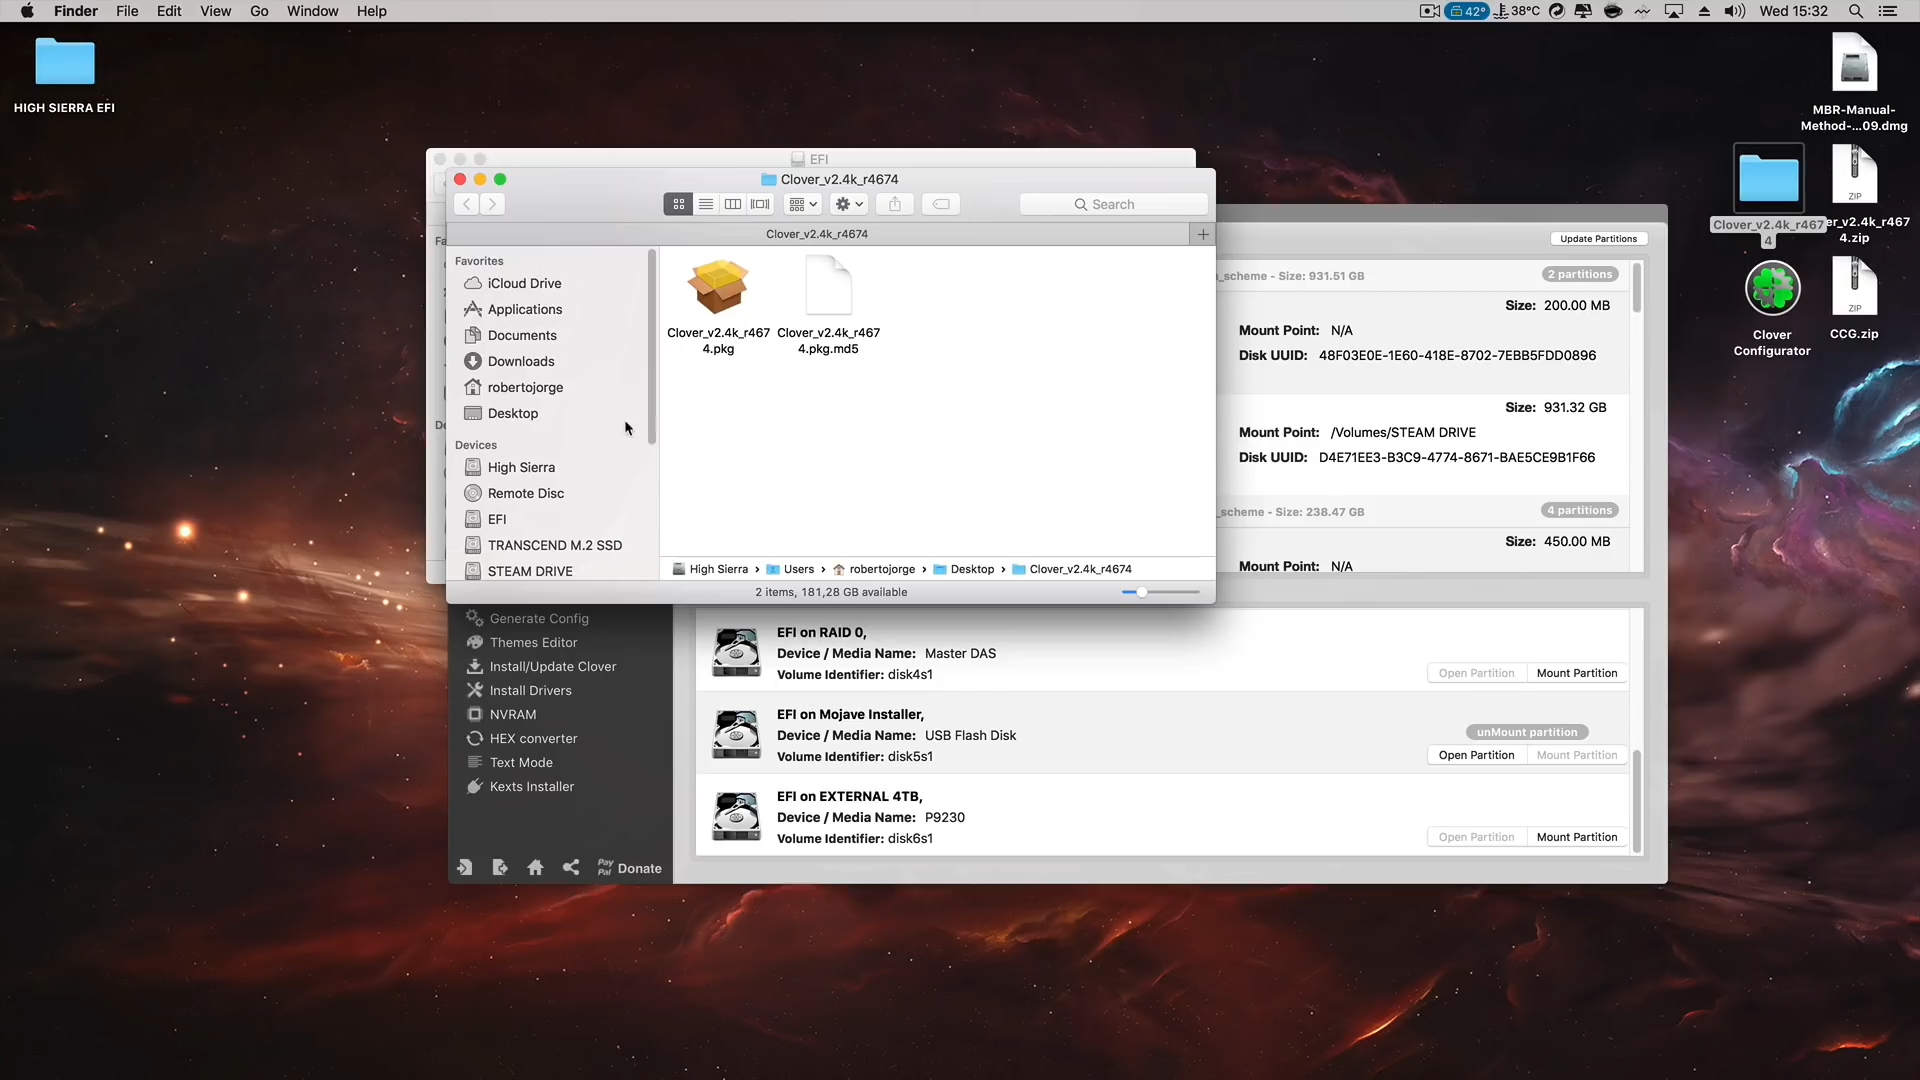 Finder File Edit View Go Window Help
42° 38°C Wed 15:32
HIGH SIERRA EFI
MBR-Manual-
Method-...09.dmg
ZIP
Clover_v2.4k_r467
4
er_v2.4k_r467
4.zip
Clover
Configurator
ZIP
CCG.zip
EFI
Clover_v2.4k_r4674
Search
Clover_v2.4k_r4674
Fa
De
Favorites
iCloud Drive
Applications
Documents
Downloads
robertojorge
Desktop
Devices
High Sierra
Remote Disc
EFI
TRANSCEND M.2 SSD
STEAM DRIVE
Clover_v2.4k_r467
4.pkg
Clover_v2.4k_r467
4.pkg.md5
High Sierra › Users › robertojorge › Desktop › Clover_v2.4k_r4674
2 items, 181,28 GB available
Update Partitions
_scheme - Size: 931.51 GB
2 partitions
Size: 200.00 MB
Mount Point: N/A
Disk UUID: 48F03E0E-1E60-418E-8702-7EBB5FDD0896
Size: 931.32 GB
Mount Point: /Volumes/STEAM DRIVE
Disk UUID: D4E71EE3-B3C9-4774-8671-BAE5CE9B1F66
_scheme - Size: 238.47 GB
4 partitions
Size: 450.00 MB
Mount Point: N/A
Generate Config
Themes Editor
Install/Update Clover
Install Drivers
NVRAM
HEX converter
Text Mode
Kexts Installer
Pay
Pal
Donate
EFI on RAID 0,
Device / Media Name: Master DAS
Volume Identifier: disk4s1
Open Partition Mount Partition
EFI on Mojave Installer,
Device / Media Name: USB Flash Disk
Volume Identifier: disk5s1
unMount partition
Open Partition Mount Partition
EFI on EXTERNAL 4TB,
Device / Media Name: P9230
Volume Identifier: disk6s1
Open Partition Mount Partition